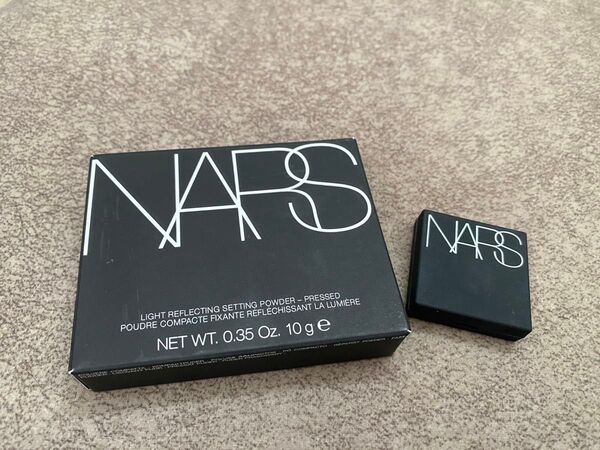 NARS
LIGHT REFLECTING SETTING POWDER – PRESSED
POUDRE COMPACTE FIXANTE RÉFLÉCHISSANT LA LUMIÈRE
NET WT. 0.35 Oz. 10 g e
NARS